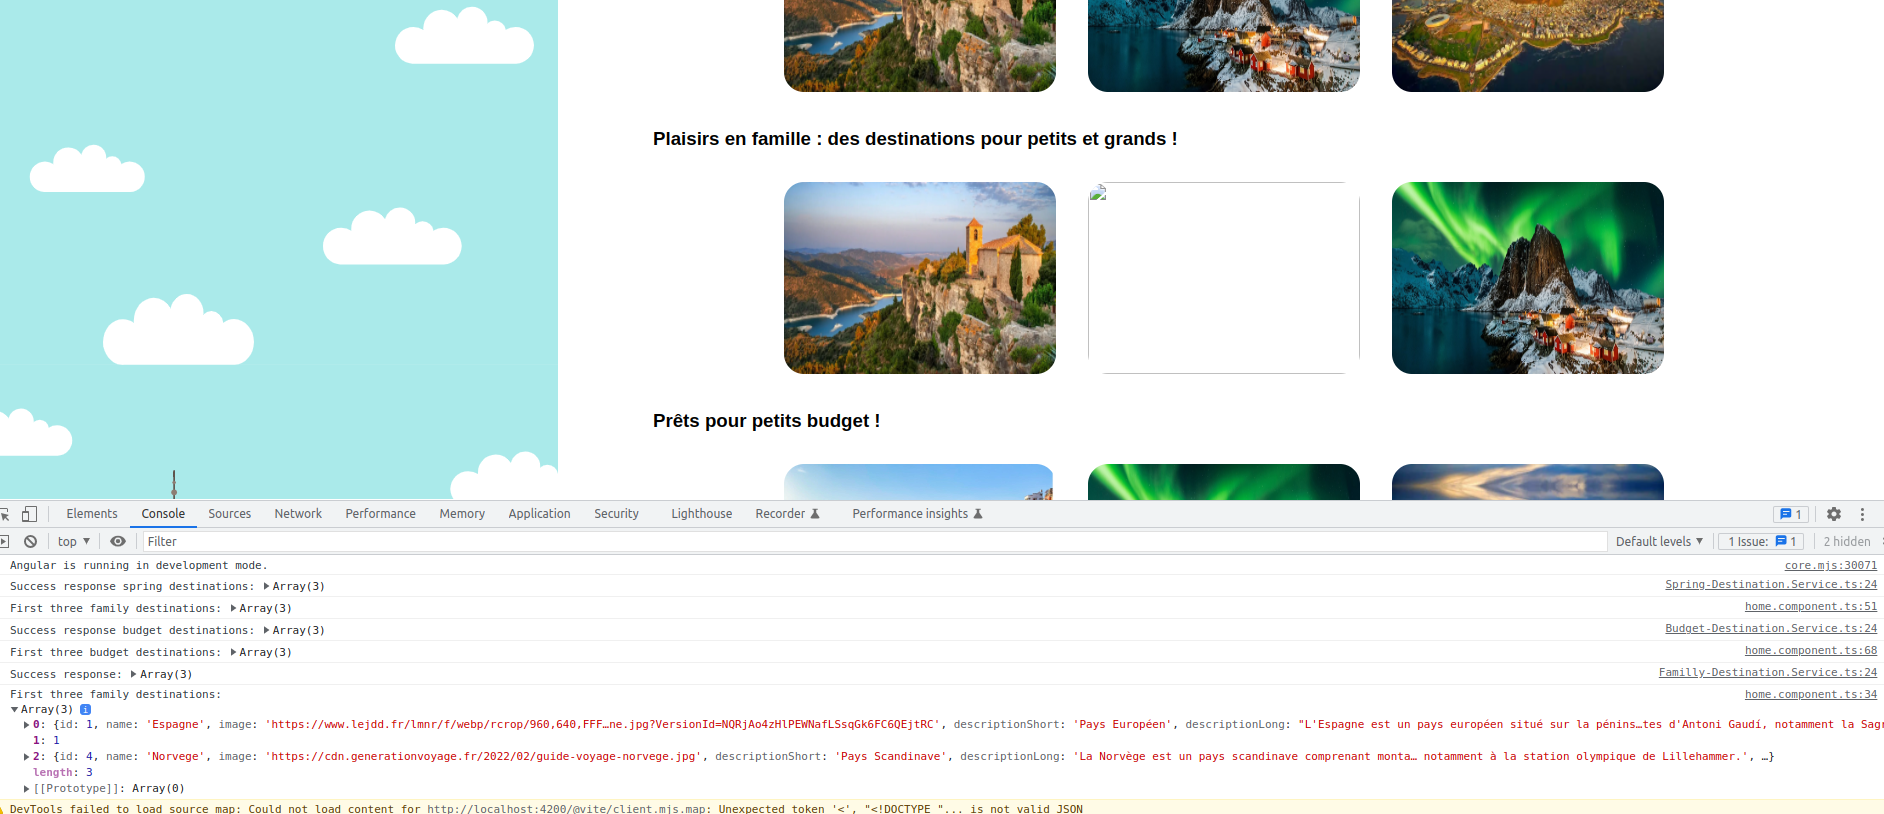 Plaisirs en famille : des destinations pour petits et grands !
Prêts pour petits budget !
Elements Console Sources Network Performance Memory Application Security Lighthouse Recorder Performance insights 1
top Filter Default levels 1 Issue: 1 2 hidden
Angular is running in development mode. core.mjs:30071
Success response spring destinations: Array(3) Spring-Destination.Service.ts:24
First three family destinations: Array(3) home.component.ts:51
Success response budget destinations: Array(3) Budget-Destination.Service.ts:24
First three budget destinations: Array(3) home.component.ts:68
Success response: Array(3) Familly-Destination.Service.ts:24
First three family destinations: home.component.ts:34
Array(3) i
0: {id: 1, name: 'Espagne', image: 'https://www.lejdd.fr/lmnr/f/webp/rcrop/960,640,FFF…ne.jpg?VersionId=NQRjAo4zHlPEWNafLSsqGk6FC6QEjtRC', descriptionShort: 'Pays Européen', descriptionLong: "L'Espagne est un pays européen situé sur la pénins…tes d'Antoni Gaudí, notamment la Sagr
1: 1
2: {id: 4, name: 'Norvege', image: 'https://cdn.generationvoyage.fr/2022/02/guide-voyage-norvege.jpg', descriptionShort: 'Pays Scandinave', descriptionLong: 'La Norvège est un pays scandinave comprenant monta… notamment à la station olympique de Lillehammer.', …}
length: 3
[[Prototype]]: Array(0)
DevTools failed to load source map: Could not load content for http://localhost:4200/@vite/client.mjs.map: Unexpected token '<', "<!DOCTYPE "... is not valid JSON